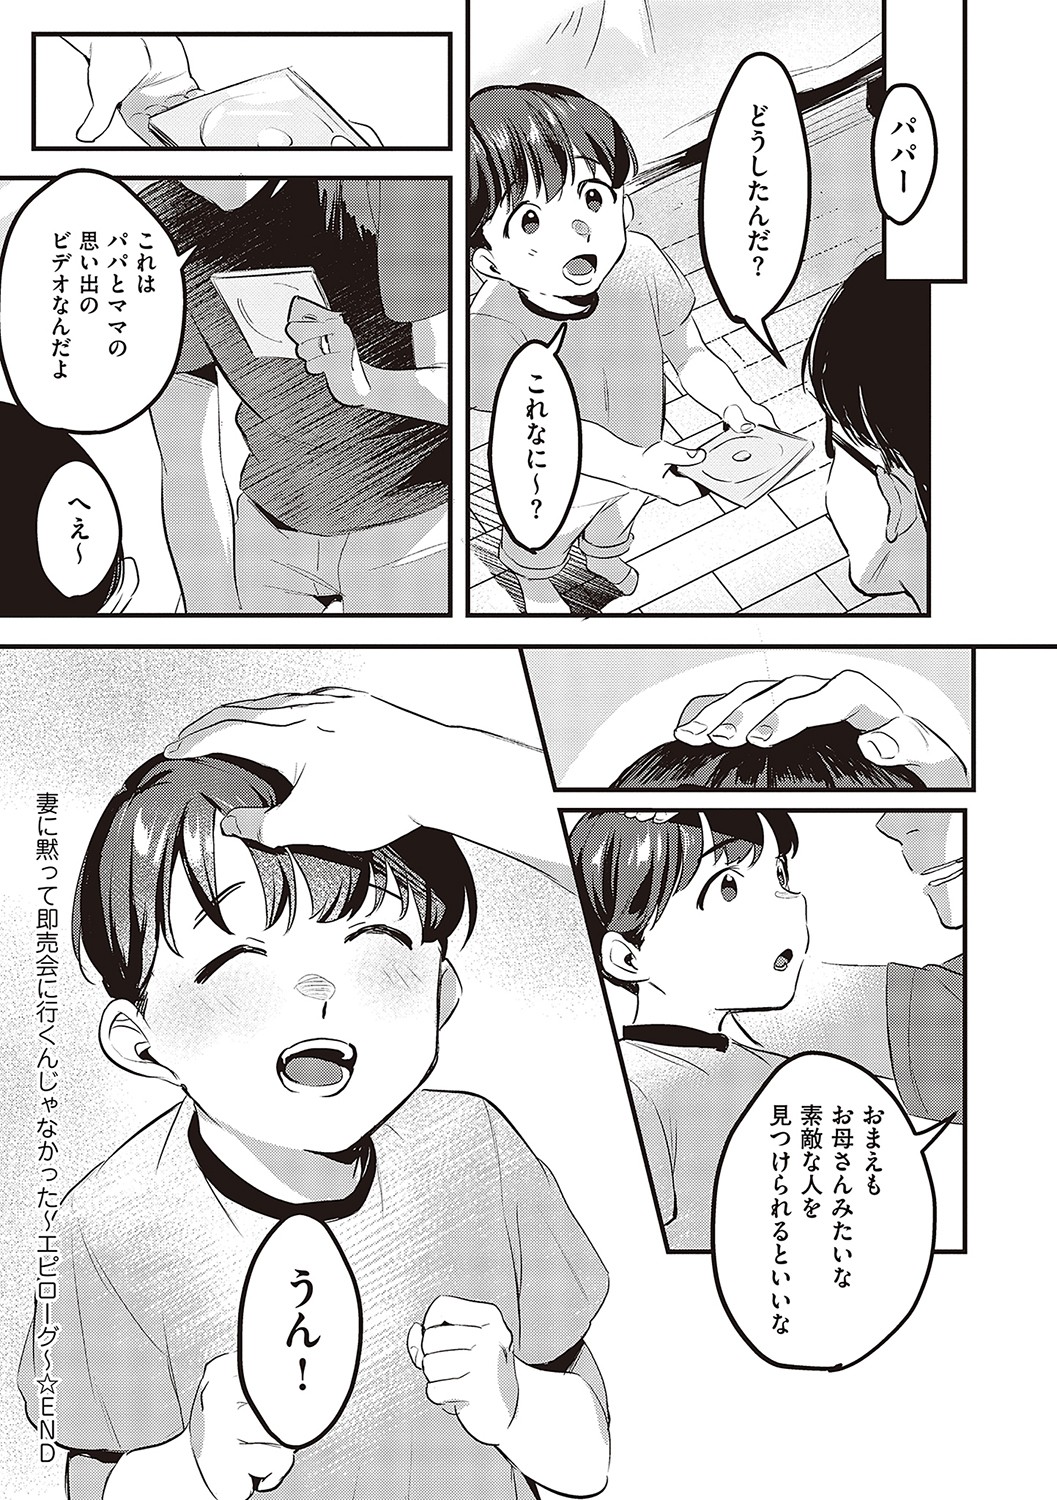 パパー
どうしたんだ？
これなに～？
これは
パパとママの
思い出の
ビデオなんだよ
へぇ～
おまえも
お母さんみたいな
素敵な人を
見つけられるといいな
うん！
妻に黙って即売会に行くんじゃなかった～エピローグ～☆END